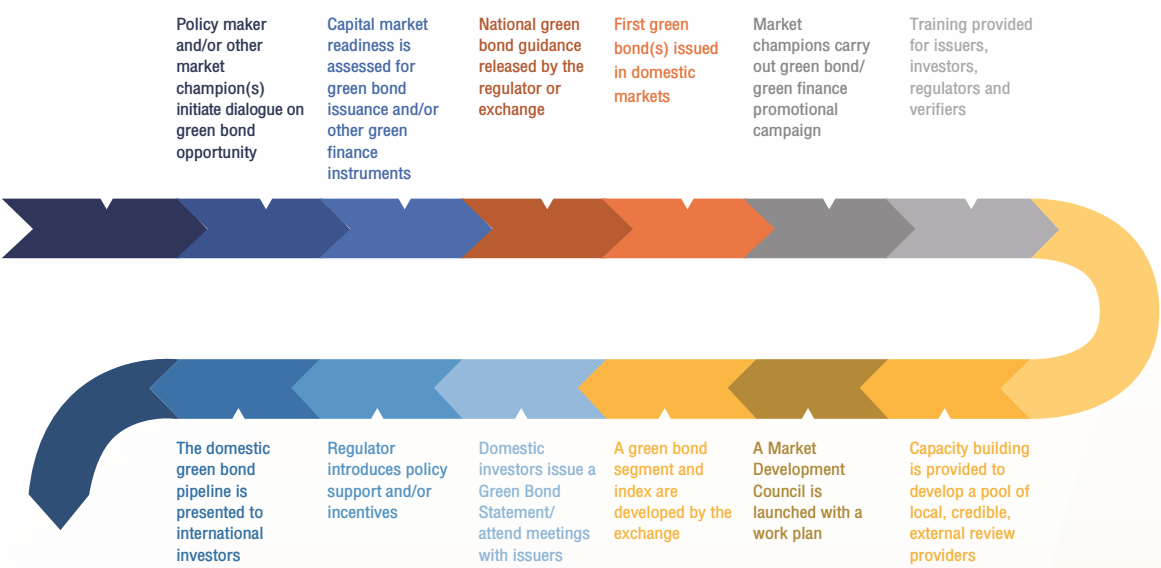 Policy maker
and/or other
market
champion(s)
initiate dialogue on
green bond
opportunity
Capital market
readiness is
assessed for
green bond
issuance and/or
other green
finance
instruments
National green
bond guidance
released by the
regulator or
exchange
First green
bond(s) issued
in domestic
markets
Market
champions carry
out green bond/
green finance
promotional
campaign
Training provided
for issuers,
investors,
regulators and
verifiers
The domestic
green bond
pipeline is
presented to
international
investors
Regulator
introduces policy
support and/or
incentives
Domestic
investors issue a
Green Bond
Statement/
attend meetings
with issuers
A green bond
segment and
index are
developed by the
exchange
A Market
Development
Council is
launched with a
work plan
Capacity building
is provided to
develop a pool of
local, credible,
external review
providers